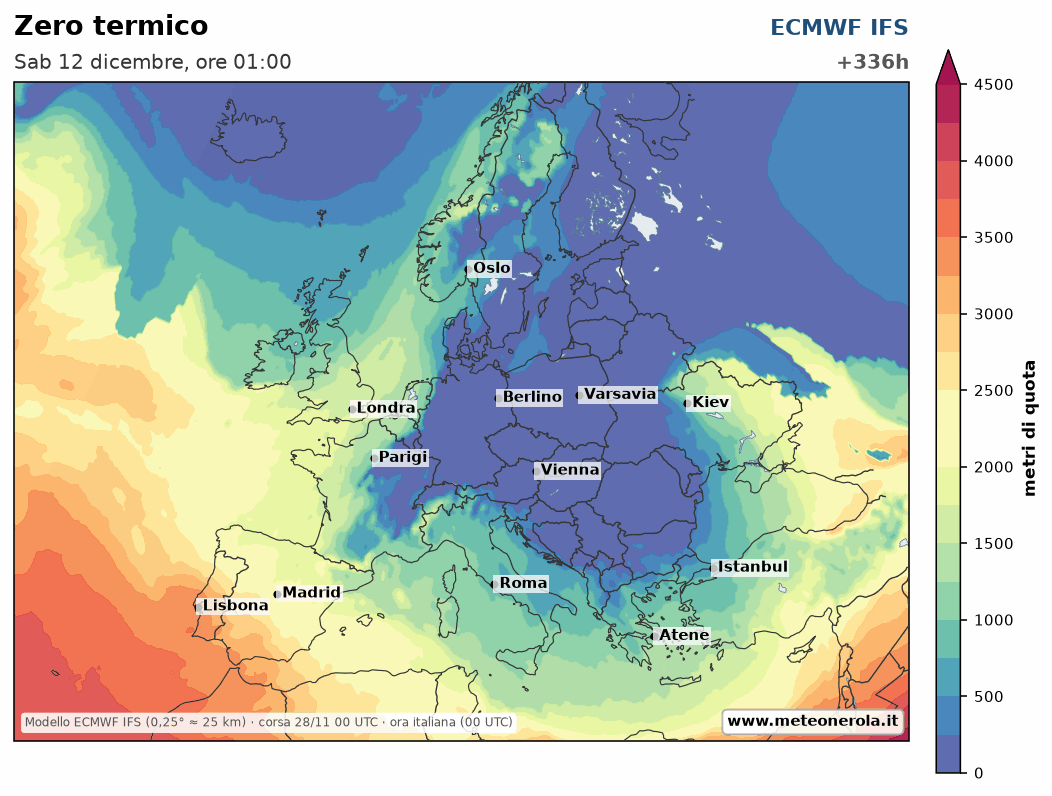 Zero termico
ECMWF IFS
Sab 12 dicembre, ore 01:00
+336h
4500
4000
3500
3000
2500
2000
1500
1000
500
0
metri di quota
Oslo
Berlino
Varsavia
Kiev
Londra
Parigi
Vienna
Istanbul
Roma
Madrid
Lisbona
Atene
Modello ECMWF IFS (0,25° ≈ 25 km) · corsa 28/11 00 UTC · ora italiana (00 UTC)
www.meteonerola.it